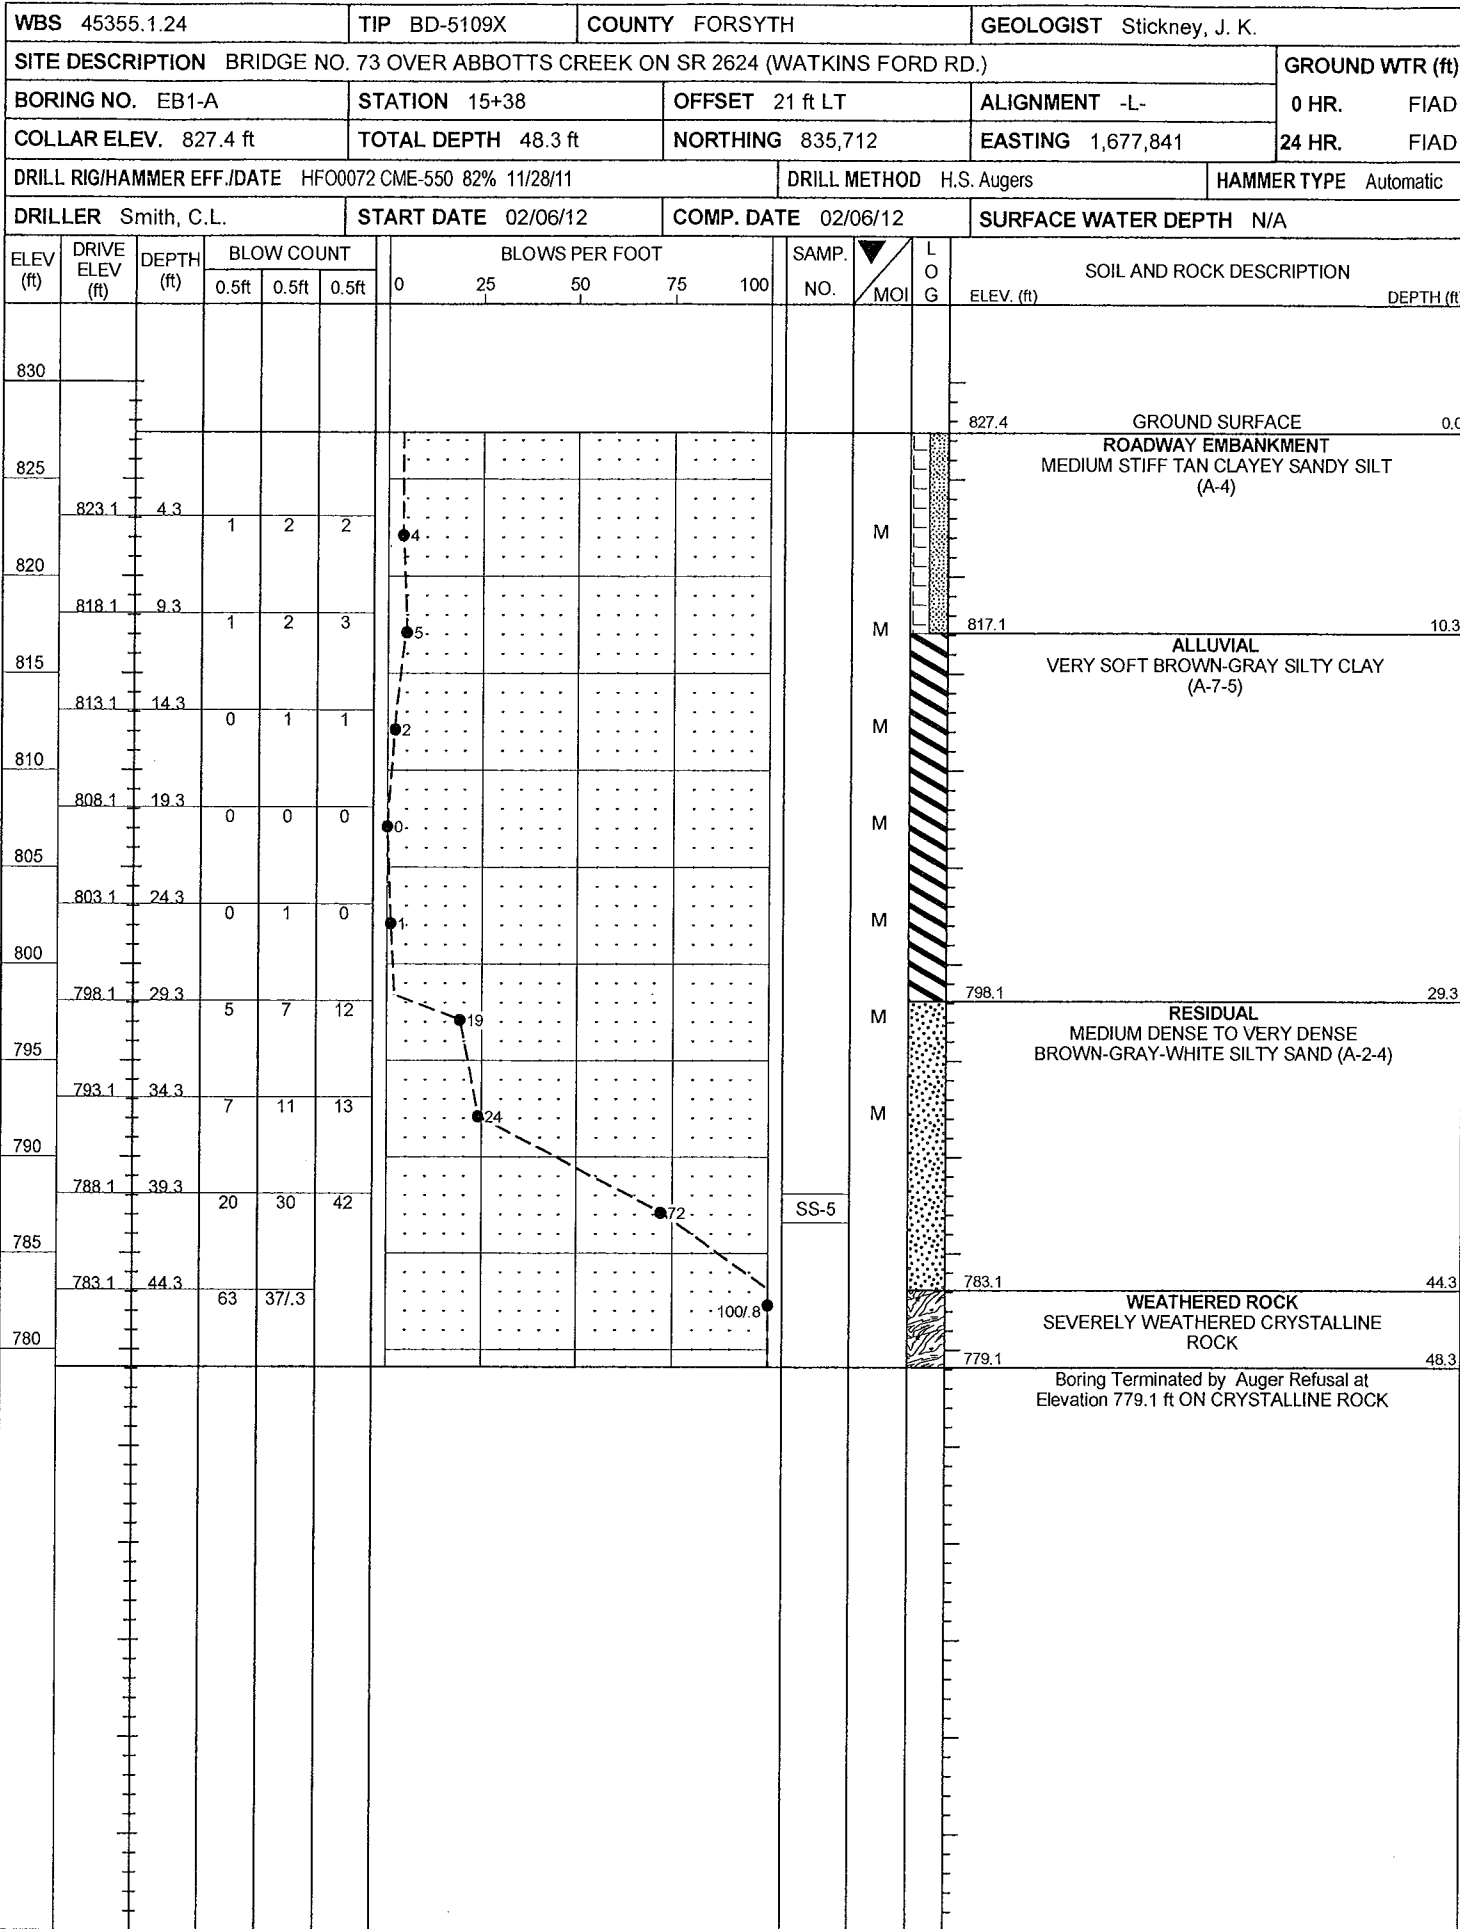 WBS 45355.1.24 TIP BD-5109X COUNTY FORSYTH GEOLOGIST Stickney, J. K.
SITE DESCRIPTION BRIDGE NO. 73 OVER ABBOTTS CREEK ON SR 2624 (WATKINS FORD RD.) GROUND WTR (ft)
BORING NO. EB1-A STATION 15+38 OFFSET 21 ft LT ALIGNMENT -L- 0 HR. FIAD
COLLAR ELEV. 827.4 ft TOTAL DEPTH 48.3 ft NORTHING 835,712 EASTING 1,677,841 24 HR. FIAD
DRILL RIG/HAMMER EFF./DATE HFO0072 CME-550 82% 11/28/11 DRILL METHOD H.S. Augers HAMMER TYPE Automatic
DRILLER Smith, C.L. START DATE 02/06/12 COMP. DATE 02/06/12 SURFACE WATER DEPTH N/A
ELEV (ft) DRIVE ELEV (ft) DEPTH (ft) BLOW COUNT BLOWS PER FOOT SAMP. NO. MOI L O G SOIL AND ROCK DESCRIPTION
0.5ft 0.5ft 0.5ft 0 25 50 75 100 ELEV. (ft) DEPTH (ft
830
827.4 GROUND SURFACE 0.0
ROADWAY EMBANKMENT
MEDIUM STIFF TAN CLAYEY SANDY SILT
(A-4)
825
823.1 4.3 1 2 2 4 M
820
818.1 9.3 1 2 3 5 M
817.1 10.3
ALLUVIAL
VERY SOFT BROWN-GRAY SILTY CLAY
(A-7-5)
815
813.1 14.3 0 1 1 2 M
810
808.1 19.3 0 0 0 0 M
805
803.1 24.3 0 1 0 1 M
800
798.1 29.3 5 7 12 19 M
798.1 29.3
RESIDUAL
MEDIUM DENSE TO VERY DENSE
BROWN-GRAY-WHITE SILTY SAND (A-2-4)
795
793.1 34.3 7 11 13 24 M
790
788.1 39.3 20 30 42 72 SS-5
785
783.1 44.3 63 37/.3 100/.8
783.1 44.3
WEATHERED ROCK
SEVERELY WEATHERED CRYSTALLINE
ROCK
780
779.1 48.3
Boring Terminated by Auger Refusal at
Elevation 779.1 ft ON CRYSTALLINE ROCK